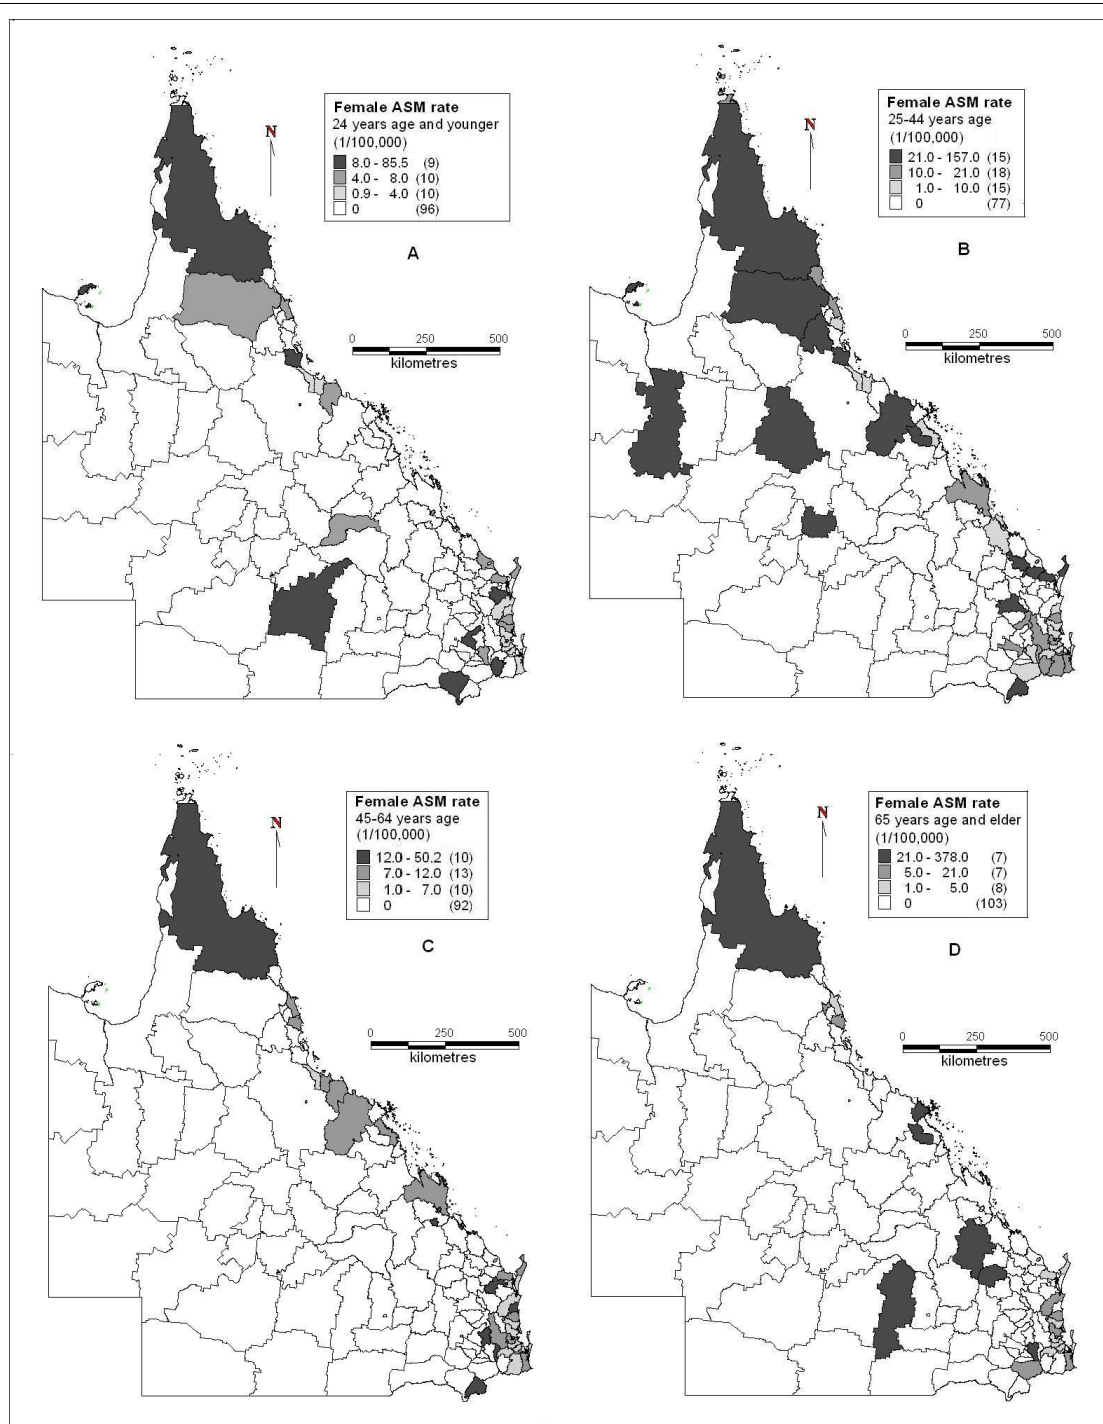 Female ASM rate
24 years age and younger
(1/100,000)
8.0 - 85.5 (9)
4.0 - 8.0 (10)
0.9 - 4.0 (10)
0 (96)
N
A
0 250 500
kilometres
Female ASM rate
25-44 years age
(1/100,000)
21.0 - 157.0 (15)
10.0 - 21.0 (18)
1.0 - 10.0 (15)
0 (77)
N
B
0 250 500
kilometres
Female ASM rate
45-64 years age
(1/100,000)
12.0 - 50.2 (10)
7.0 - 12.0 (13)
1.0 - 7.0 (10)
0 (92)
N
C
0 250 500
kilometres
Female ASM rate
65 years age and elder
(1/100,000)
21.0 - 378.0 (7)
5.0 - 21.0 (7)
1.0 - 5.0 (8)
0 (103)
N
D
0 250 500
kilometres